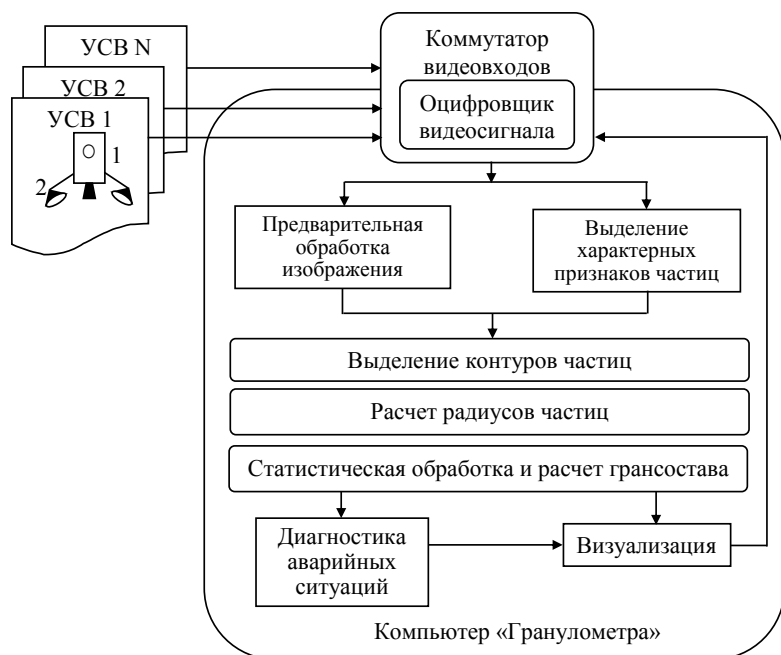 УСВ N
УСВ 2
УСВ 1
1
2
Коммутатор
видеовходов
Оцифровщик
видеосигнала
Предварительная
обработка
изображения
Выделение
характерных
признаков частиц
Выделение контуров частиц
Расчет радиусов частиц
Статистическая обработка и расчет грансостава
Диагностика
аварийных
ситуаций
Визуализация
Компьютер «Гранулометра»